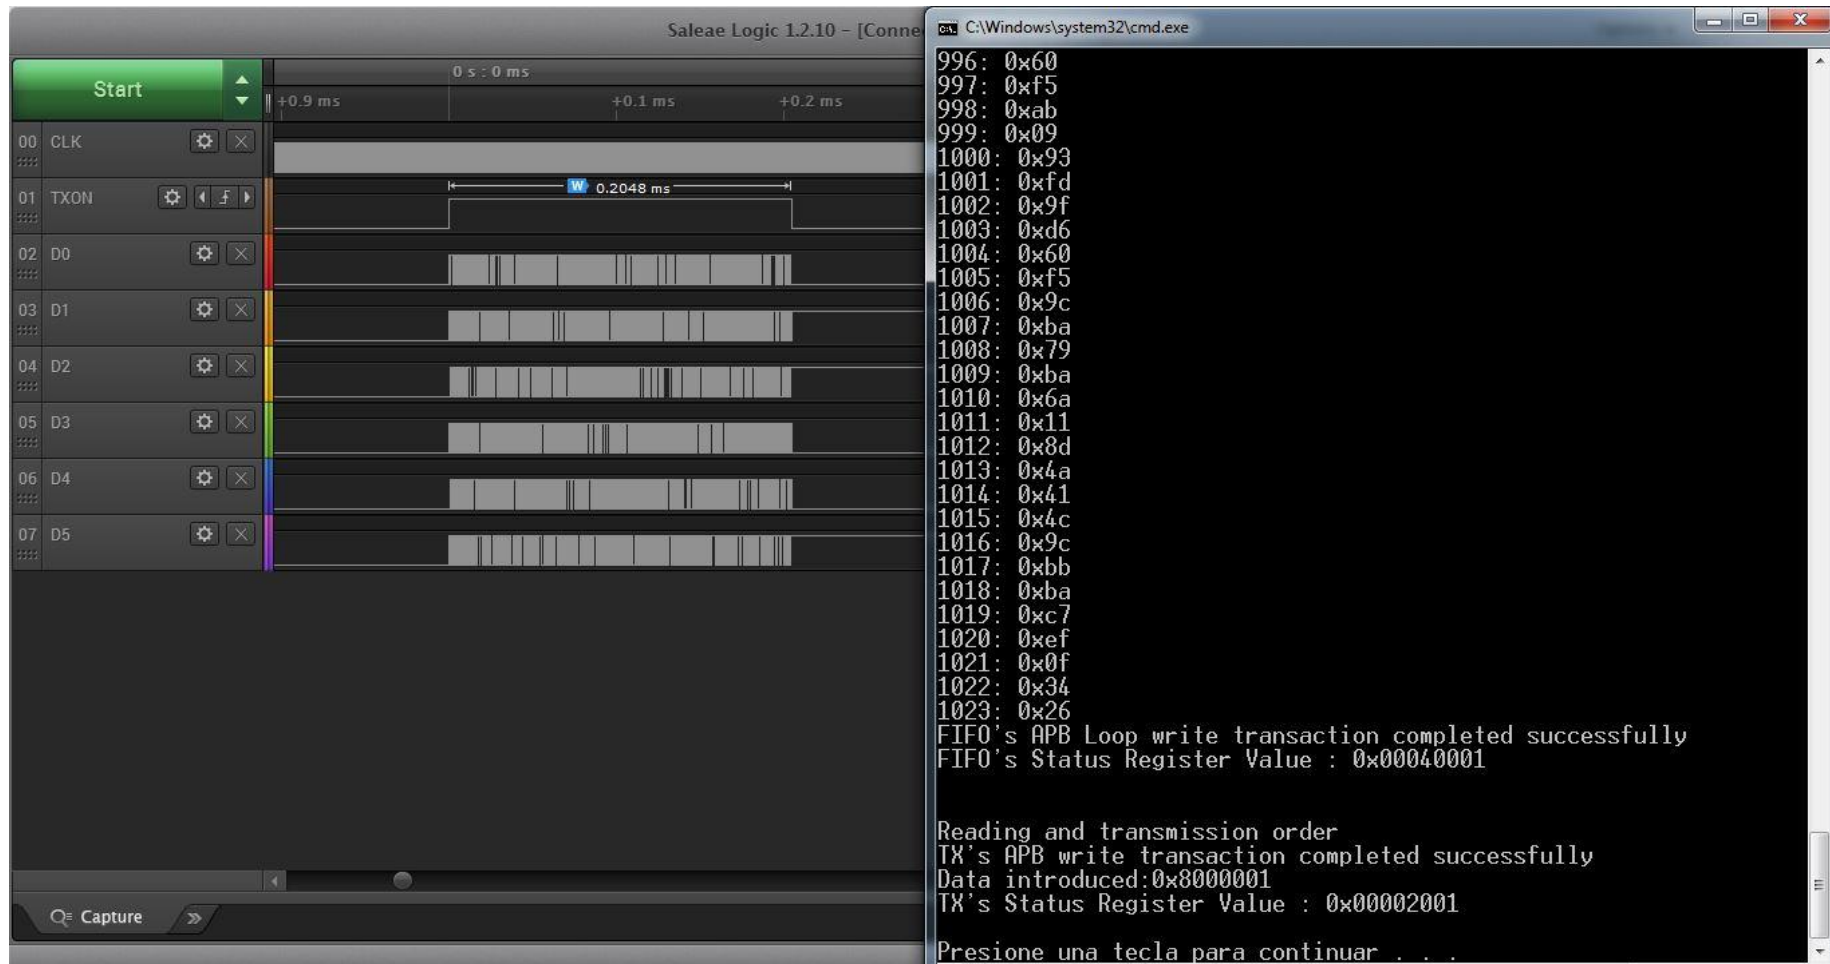 Saleae Logic 1.2.10 – [Conne
Start
0 s : 0 ms
+0.9 ms
+0.1 ms
+0.2 ms
00 CLK
01 TXON
W 0.2048 ms
02 D0
03 D1
04 D2
05 D3
06 D4
07 D5
Capture
C:\Windows\system32\cmd.exe
996: 0x60
997: 0xf5
998: 0xab
999: 0x09
1000: 0x93
1001: 0xfd
1002: 0x9f
1003: 0xd6
1004: 0x60
1005: 0xf5
1006: 0x9c
1007: 0xba
1008: 0x79
1009: 0xba
1010: 0x6a
1011: 0x11
1012: 0x8d
1013: 0x4a
1014: 0x41
1015: 0x4c
1016: 0x9c
1017: 0xbb
1018: 0xba
1019: 0xc7
1020: 0xef
1021: 0x0f
1022: 0x34
1023: 0x26
FIFO's APB Loop write transaction completed successfully
FIFO's Status Register Value : 0x00040001
Reading and transmission order
TX's APB write transaction completed successfully
Data introduced:0x8000001
TX's Status Register Value : 0x00002001
Presione una tecla para continuar . . .